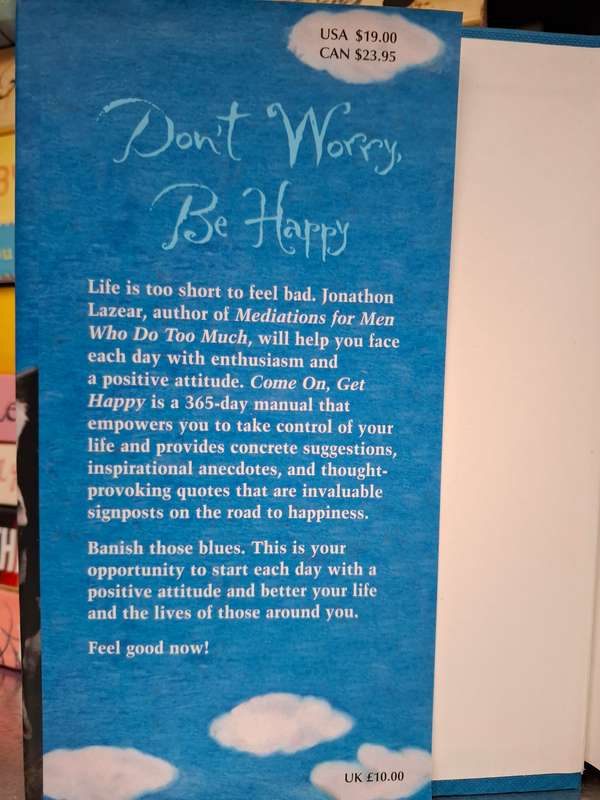 USA $19.00
CAN $23.95
Don't Worry,
Be Happy
Life is too short to feel bad. Jonathon
Lazear, author of Mediations for Men
Who Do Too Much, will help you face
each day with enthusiasm and
a positive attitude. Come On, Get
Happy is a 365-day manual that
empowers you to take control of your
life and provides concrete suggestions,
inspirational anecdotes, and thought-
provoking quotes that are invaluable
signposts on the road to happiness.
Banish those blues. This is your
opportunity to start each day with a
positive attitude and better your life
and the lives of those around you.
Feel good now!
UK £10.00